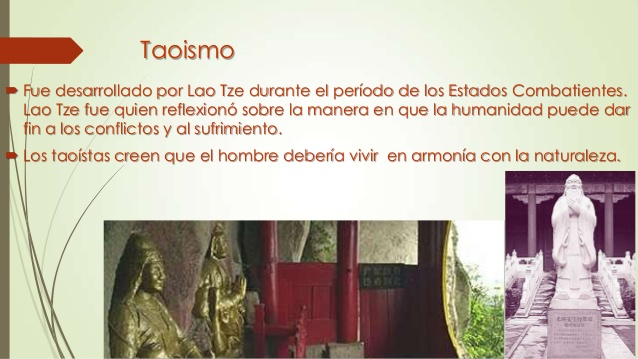 Taoismo
Fue desarrollado por Lao Tze durante el período de los Estados Combatientes.
Lao Tze fue quien reflexionó sobre la manera en que la humanidad puede dar
fin a los conflictos y al sufrimiento.
Los taoístas creen que el hombre debería vivir  en armonía con la naturaleza.